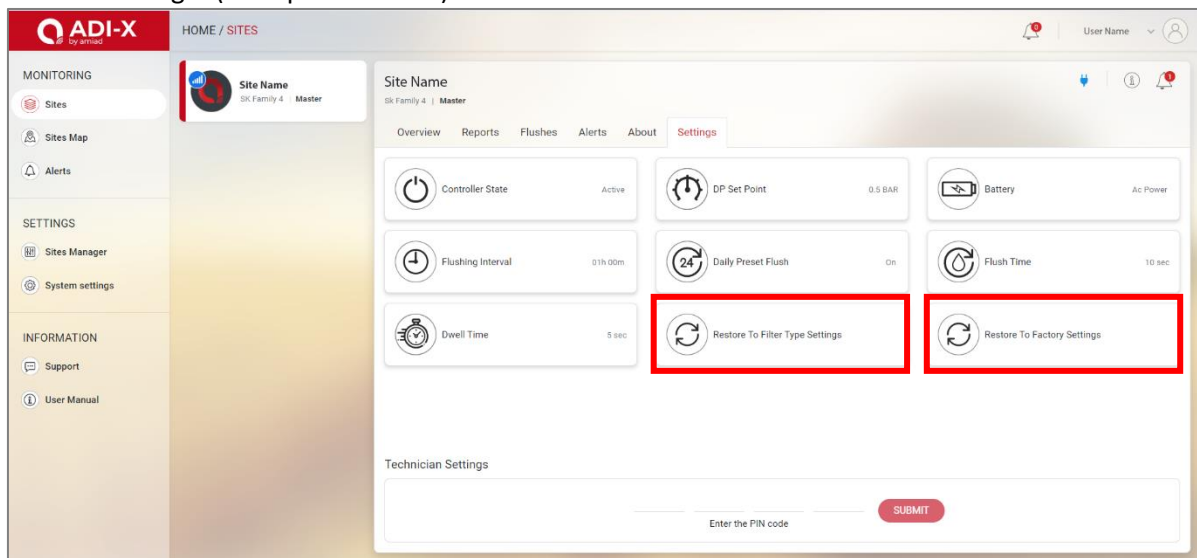 ADI-X
by amiad
HOME / SITES
0
User Name
MONITORING
Sites
Sites Map
Alerts
SETTINGS
Sites Manager
System settings
INFORMATION
Support
User Manual
Site Name
SK Family 4 | Master
Site Name
Sk Family 4 | Master
1
Overview Reports Flushes Alerts About Settings
Controller State Active
DP Set Point 0.5 BAR
Battery Ac Power
Flushing Interval 01h 00m
24 Daily Preset Flush On
Flush Time 10 sec
Dwell Time 5 sec
Restore To Filter Type Settings
Restore To Factory Settings
Technician Settings
Enter the PIN code
SUBMIT